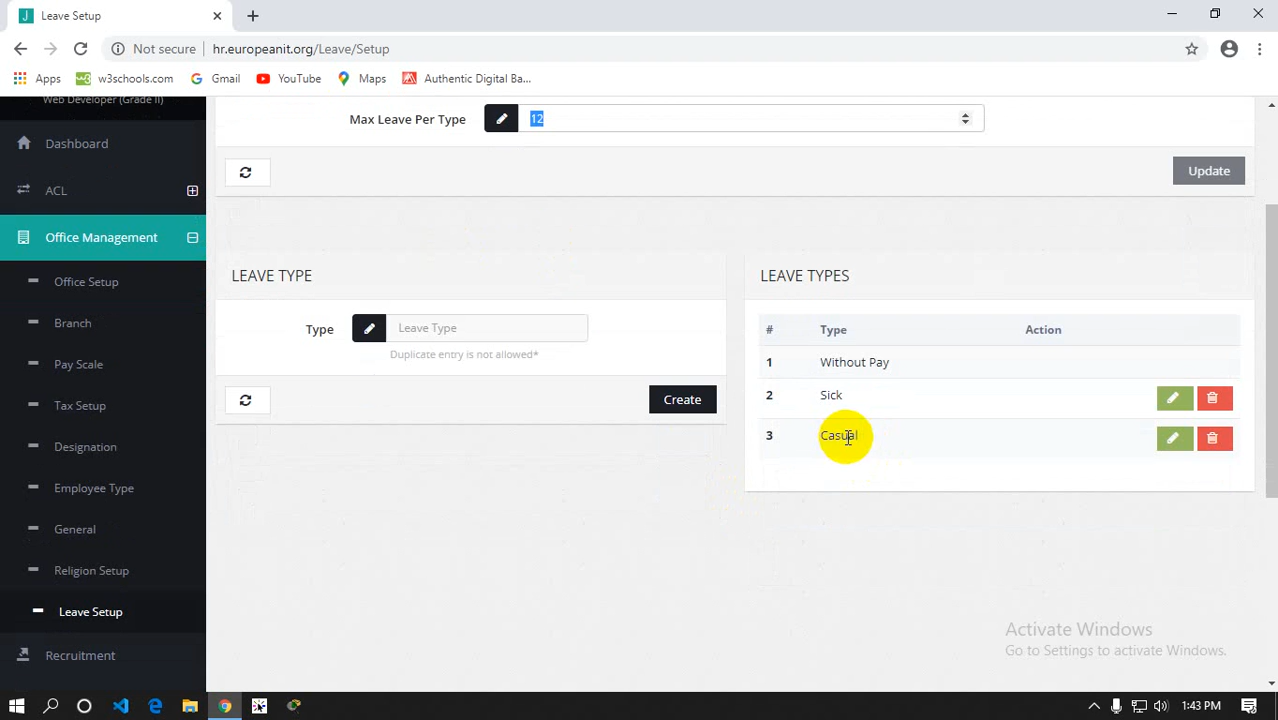 Leave Setup
Not secure
hr.europeanit.org/Leave/Setup
Apps
w3schools.com
Gmail
YouTube
Maps
Authentic Digital Ba...
Web Developer (Grade II)
Dashboard
ACL
Office Management
Office Setup
Branch
Pay Scale
Tax Setup
Designation
Employee Type
General
Religion Setup
Leave Setup
Recruitment
Max Leave Per Type
12
Update
LEAVE TYPE
Type
Leave Type
Duplicate entry is not allowed*
Create
LEAVE TYPES
# Type Action
1 Without Pay
2 Sick
3 Casual
Activate Windows
Go to Settings to activate Windows.
1:43 PM